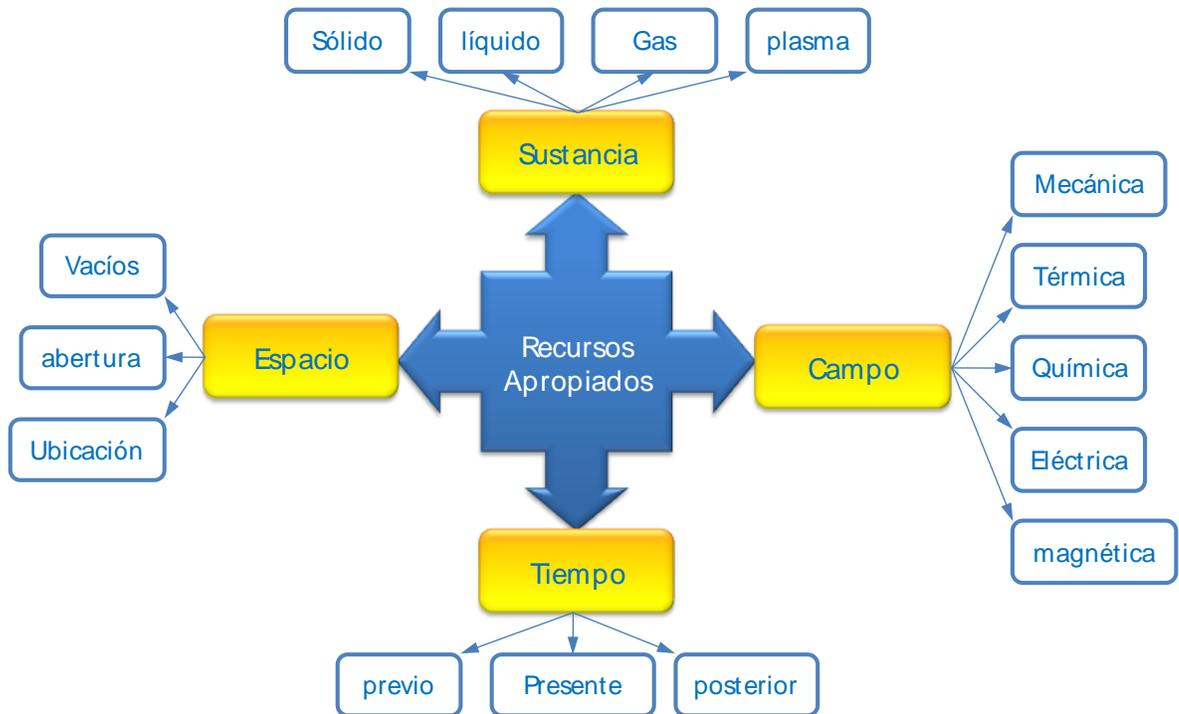 Sólido
líquido
Gas
plasma
Sustancia
Mecánica
Térmica
Química
Eléctrica
magnética
Campo
Vacíos
abertura
Ubicación
Espacio
Recursos
Apropiados
Tiempo
previo
Presente
posterior